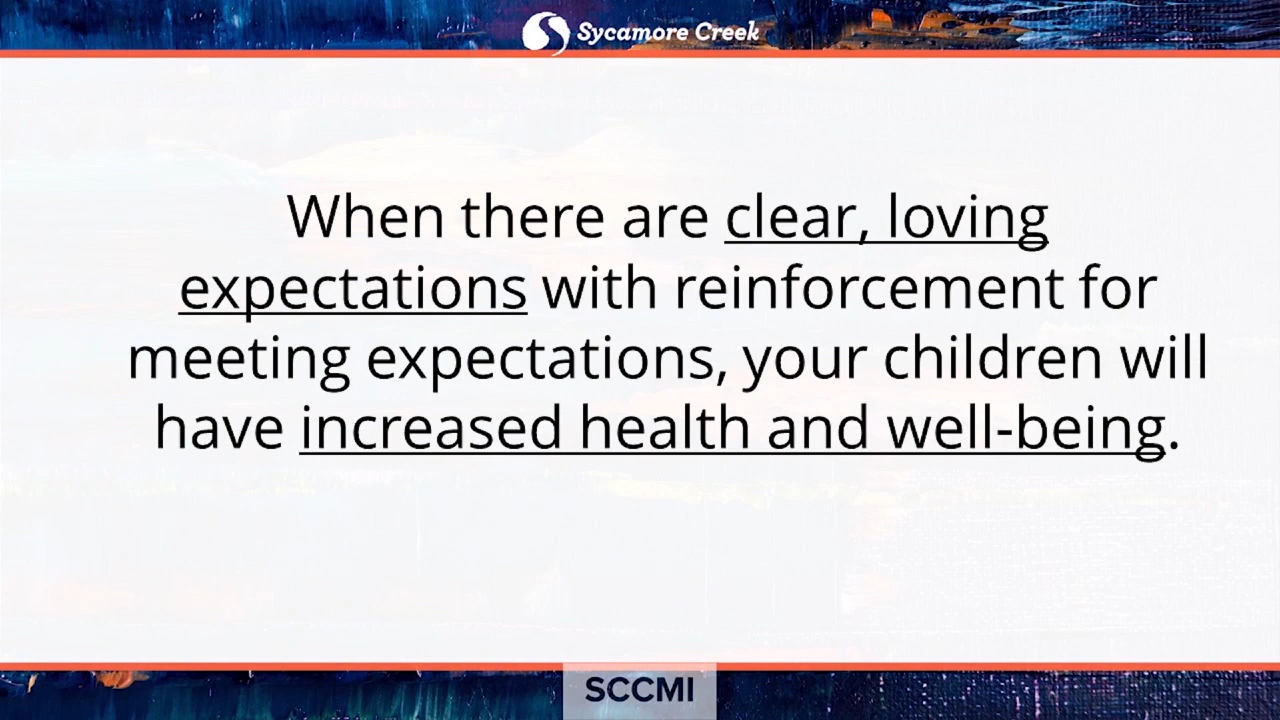 Sycamore Creek
When there are clear, loving
expectations with reinforcement for
meeting expectations, your children will
have increased health and well-being.
SCCMI